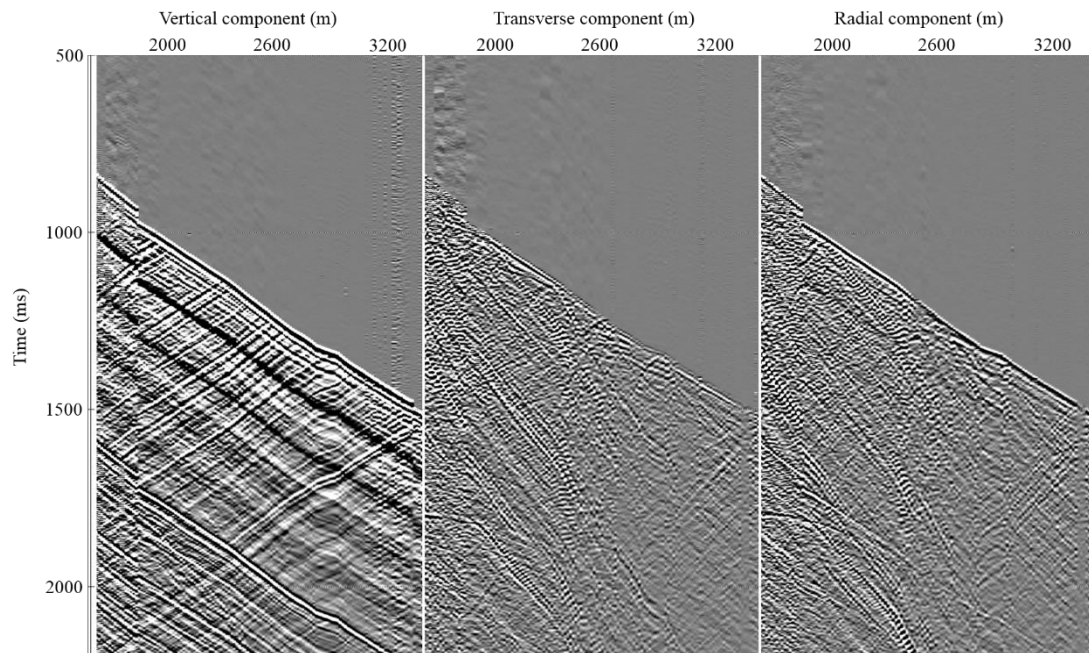 Vertical component (m) Transverse component (m) Radial component (m)
2000 2600 3200 2000 2600 3200 2000 2600 3200
500
1000
Time (ms)
1500
2000